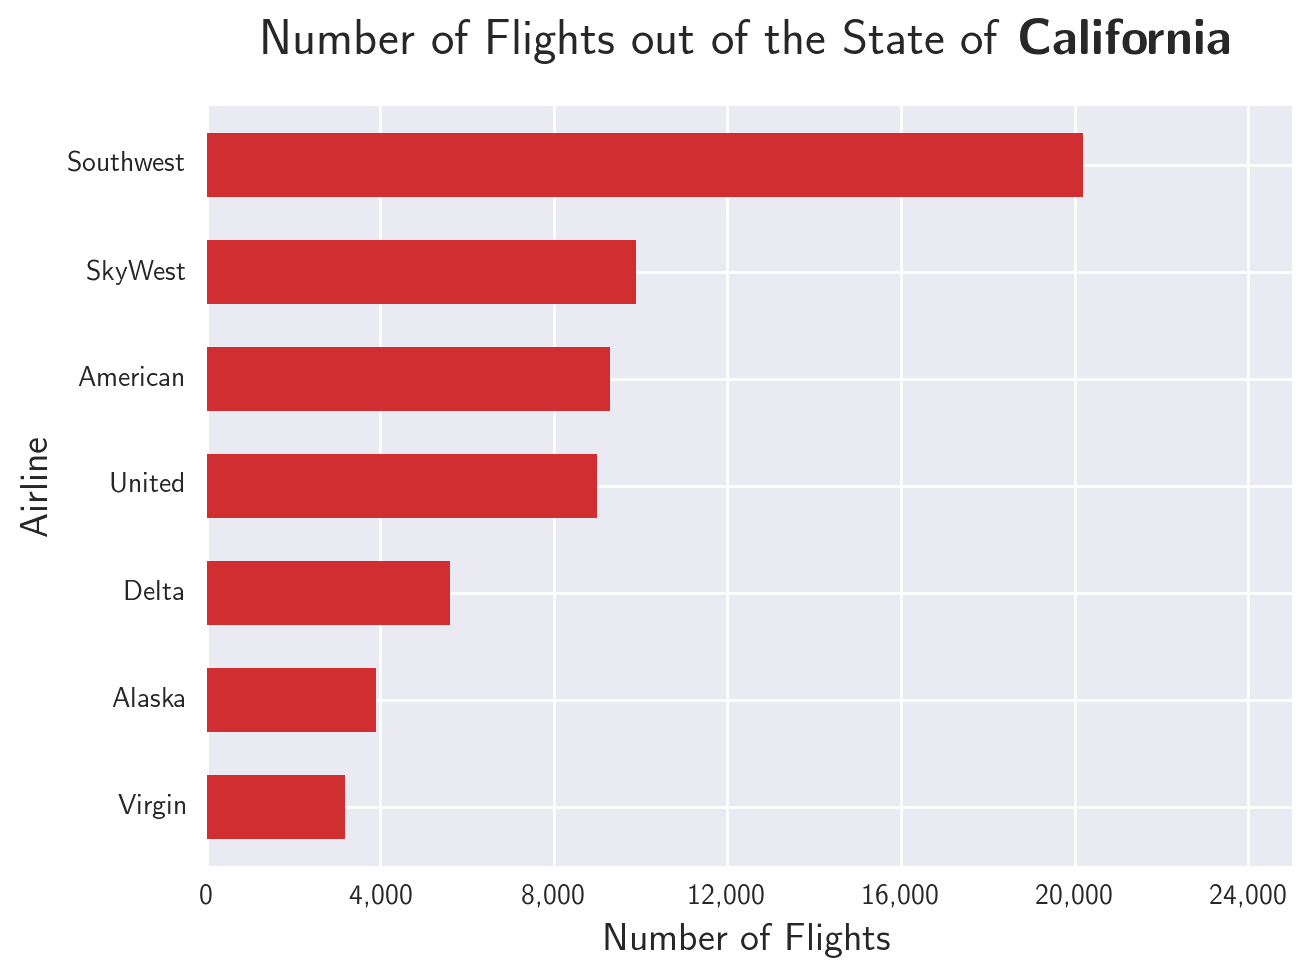 Number of Flights out of the State of California
Southwest
SkyWest
American
United
Delta
Alaska
Virgin
Airline
0 4,000 8,000 12,000 16,000 20,000 24,000
Number of Flights